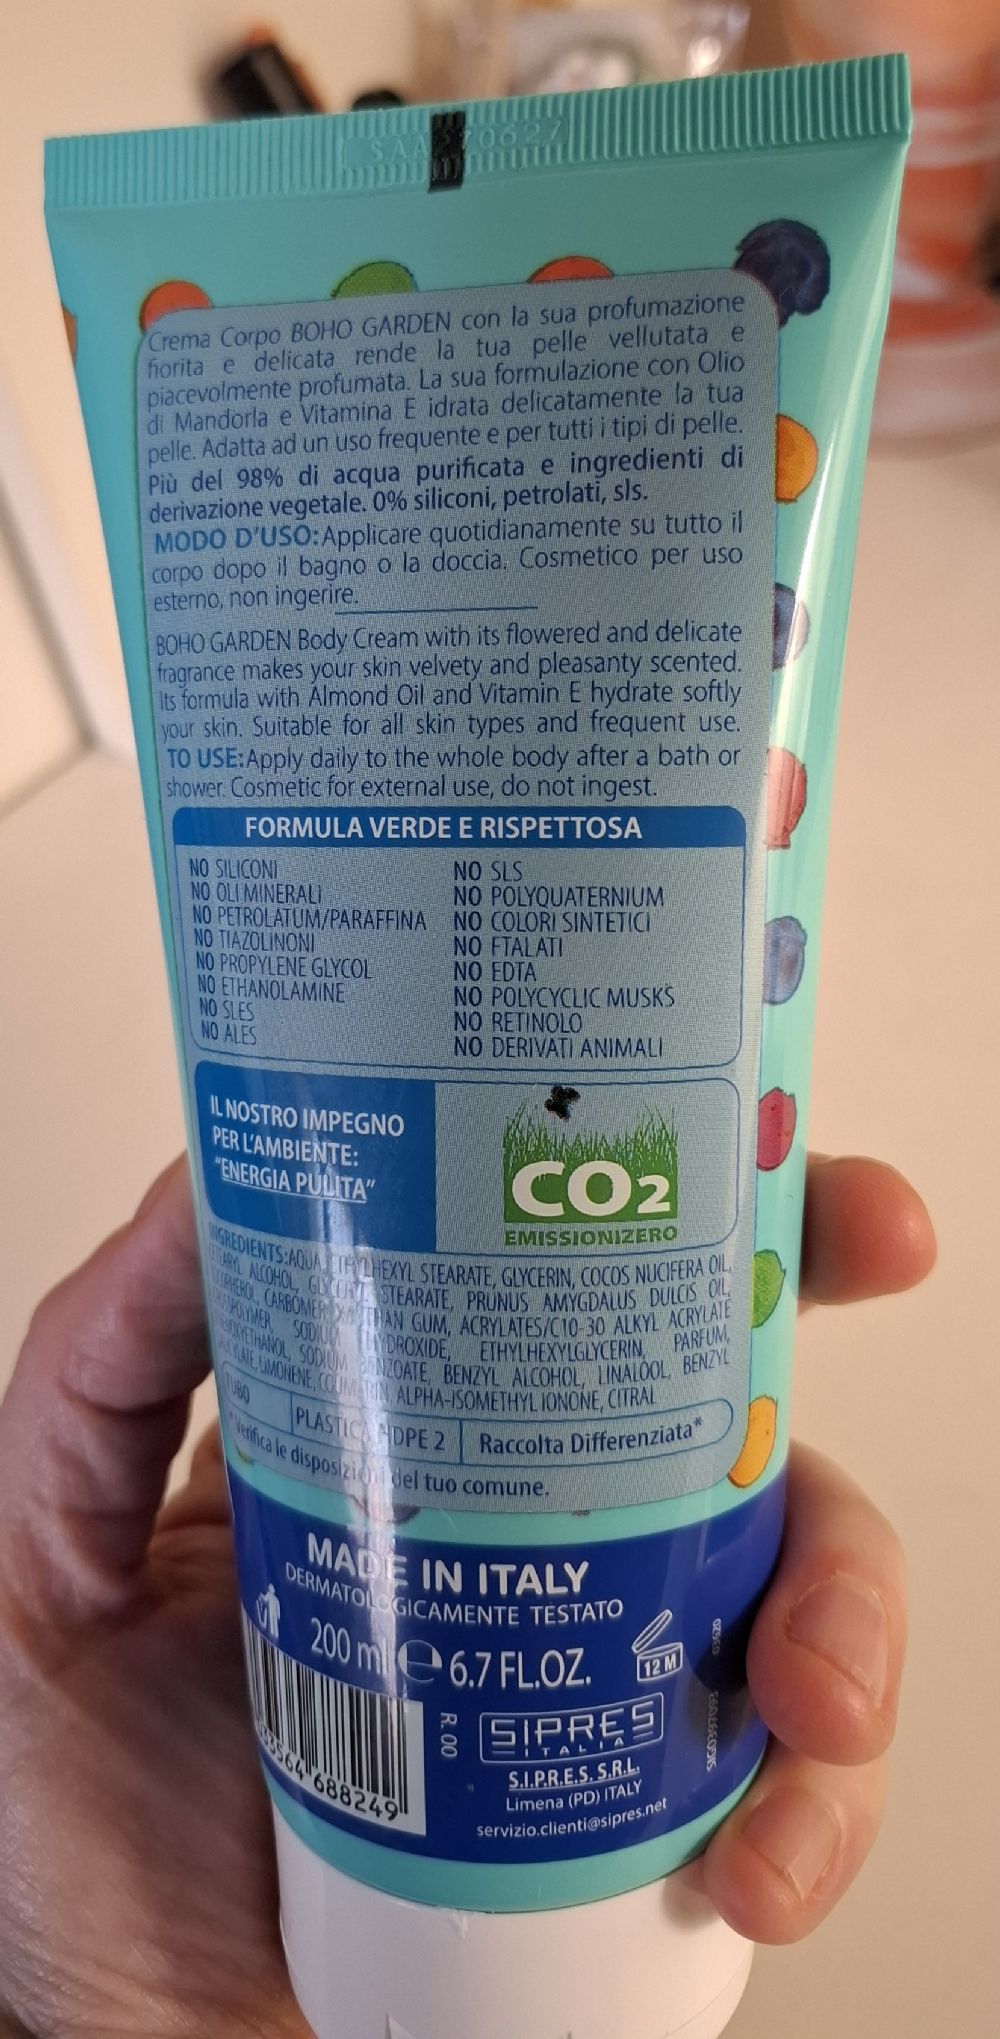 Crema Corpo BOHO GARDEN con la sua profumazione
fiorita e delicata rende la tua pelle vellutata e
piacevolmente profumata. La sua formulazione con Olio
di Mandorla e Vitamina E idrata delicatamente la tua
pelle. Adatta ad un uso frequente e per tutti i tipi di pelle.
Più del 98% di acqua purificata e ingredienti di
derivazione vegetale. 0% siliconi, petrolati, sls.
MODO D'USO: Applicare quotidianamente su tutto il
corpo dopo il bagno o la doccia. Cosmetico per uso
esterno, non ingerire.
BOHO GARDEN Body Cream with its flowered and delicate
fragrance makes your skin velvety and pleasanty scented.
Its formula with Almond Oil and Vitamin E hydrate softly
your skin. Suitable for all skin types and frequent use.
TO USE: Apply daily to the whole body after a bath or
shower. Cosmetic for external use, do not ingest.
FORMULA VERDE E RISPETTOSA
NO SILICONI
NO OLI MINERALI
NO PETROLATUM/PARAFFINA
NO TIAZOLINONI
NO PROPYLENE GLYCOL
NO ETHANOLAMINE
NO SLES
NO ALES
NO SLS
NO POLYQUATERNIUM
NO COLORI SINTETICI
NO FTALATI
NO EDTA
NO POLYCYCLIC MUSKS
NO RETINOLO
NO DERIVATI ANIMALI
IL NOSTRO IMPEGNO
PER L'AMBIENTE:
"ENERGIA PULITA"
CO2
EMISSIONIZERO
INGREDIENTS: AQUA, HEXYL STEARATE, GLYCERIN, COCOS NUCIFERA OIL,
ALCOHOL, STEARATE, PRUNUS AMYGDALUS DULCIS OIL,
CARBOMER, GUM, ACRYLATES/C10-30 ALKYL ACRYLATE
SODIUM ETHYLHEXYLGLYCERIN, PARFUM,
SODIUM BENZOATE, BENZYL ALCOHOL, LINALOOL, BENZYL
LIMONENE, COUMARIN, ALPHA-ISOMETHYL IONONE, CITRAL
TUBO
PLASTICA HDPE 2
Raccolta Differenziata*
*Verifica le disposizioni del tuo comune.
MADE IN ITALY
DERMATOLOGICAMENTE TESTATO
200 ml e 6.7 FL.OZ.
12 M
03620
SIG0397093
688249
R. 00
SIPRES
ITALIA
S.I.P.R.E.S. S.R.L.
Limena (PD) ITALY
servizio.clienti@sipres.net